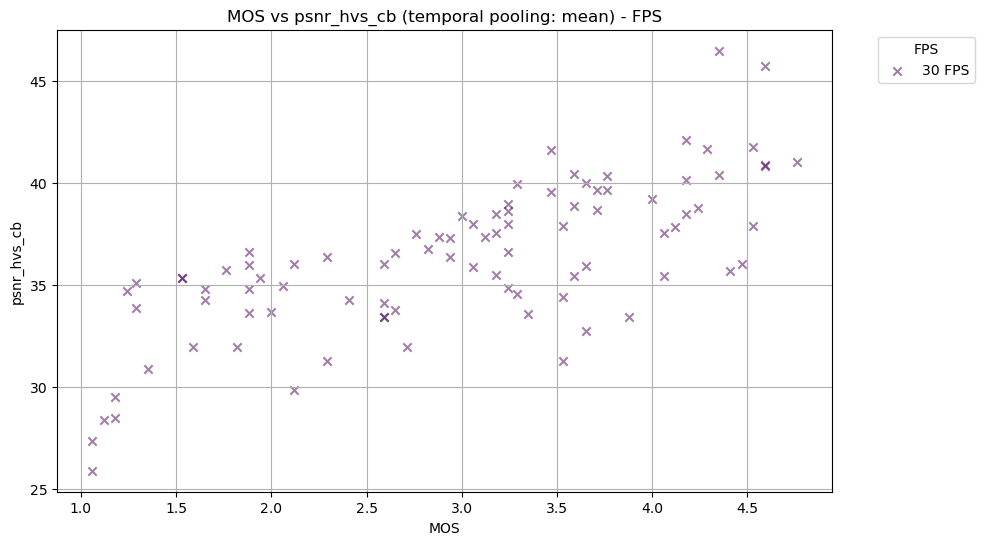 MOS vs psnr_hvs_cb (temporal pooling: mean) - FPS
FPS
30 FPS
psnr_hvs_cb
45
40
35
30
25
1.0 1.5 2.0 2.5 3.0 3.5 4.0 4.5
MOS